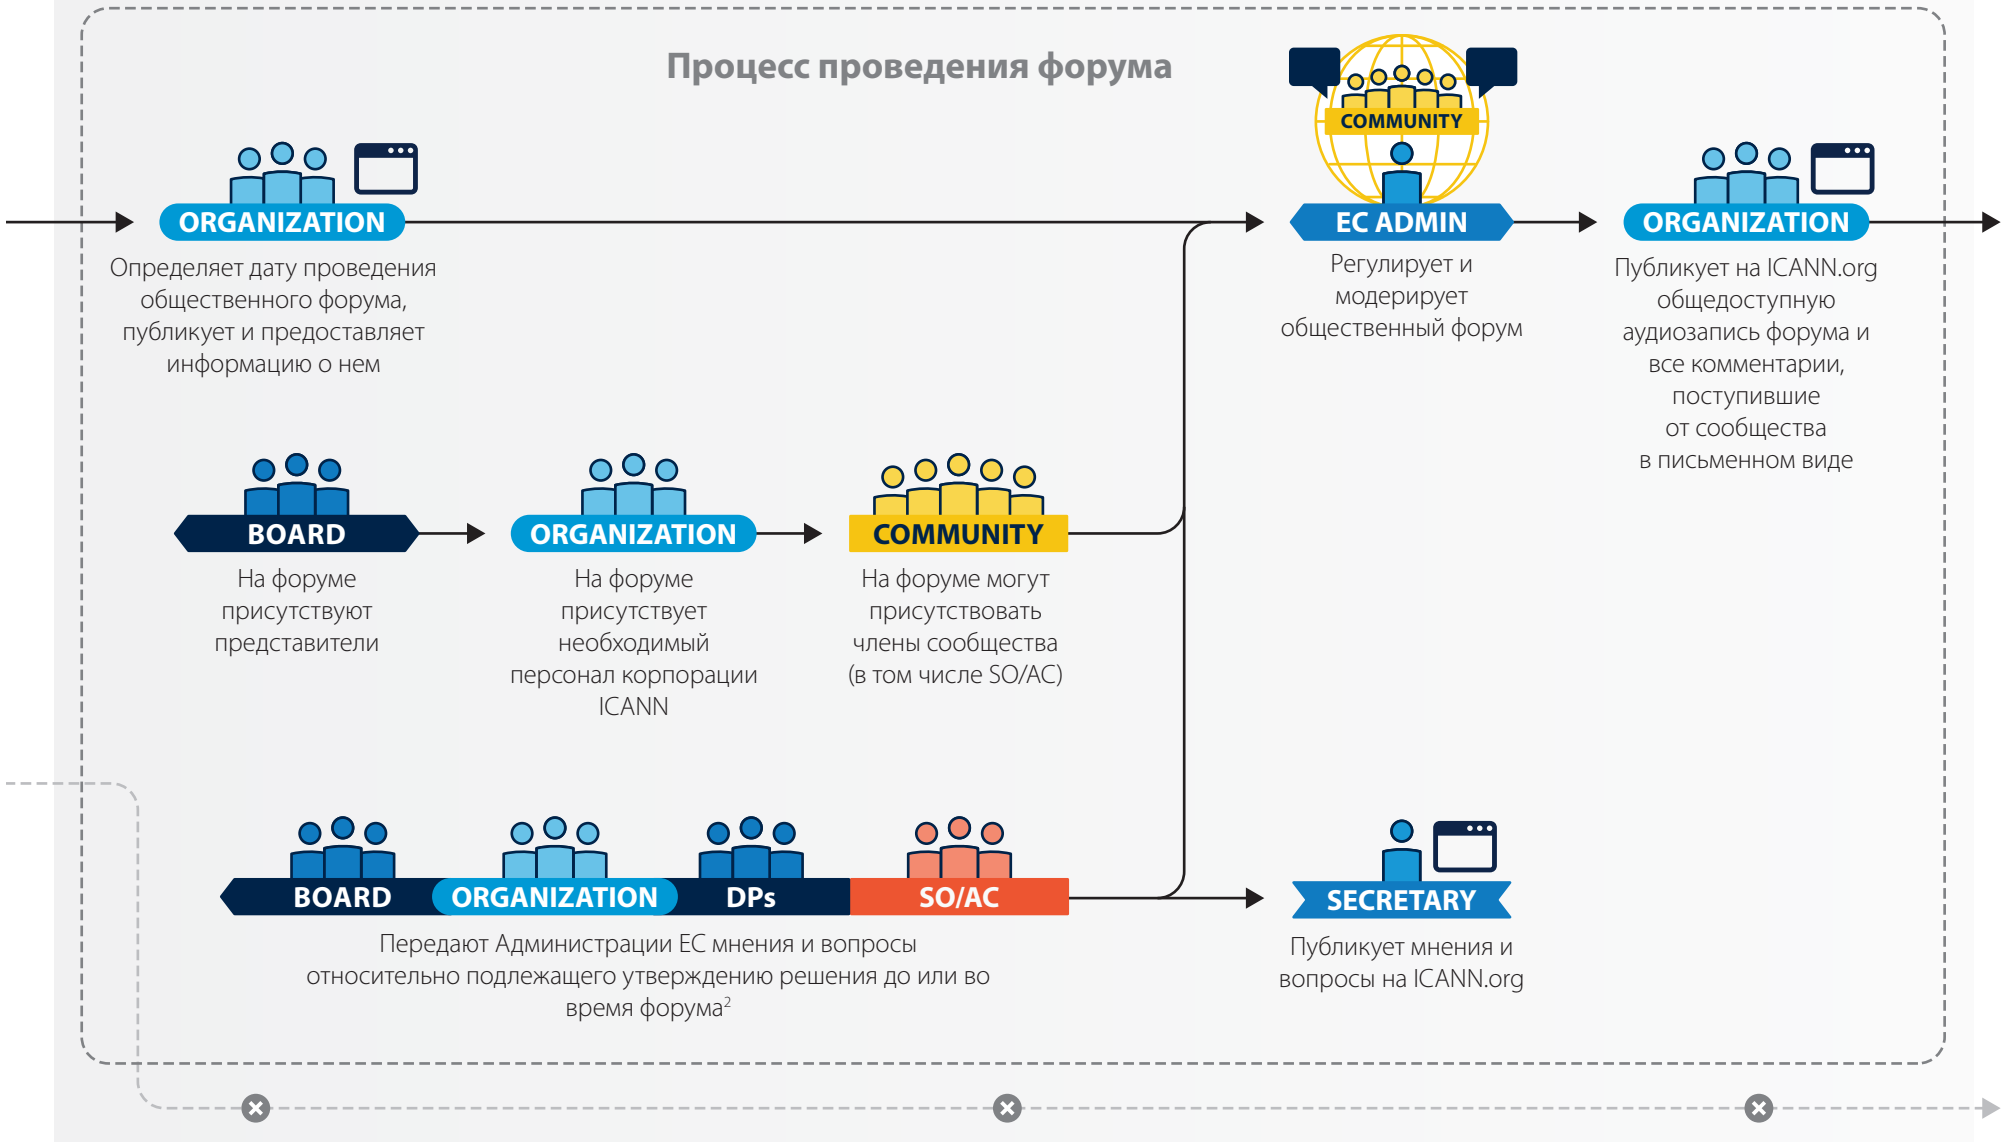 Процесс проведения форума
COMMUNITY
ORGANIZATION
Определяет дату проведения
общественного форума,
публикует и предоставляет
информацию о нем
EC ADMIN
Регулирует и
модерирует
общественный форум
ORGANIZATION
Публикует на ICANN.org
общедоступную
аудиозапись форума и
все комментарии,
поступившие
от сообщества
в письменном виде
BOARD
На форуме
присутствуют
представители
ORGANIZATION
На форуме
присутствует
необходимый
персонал корпорации
ICANN
COMMUNITY
На форуме могут
присутствовать
члены сообщества
(в том числе SO/AC)
BOARD
ORGANIZATION
DPs
SO/AC
Передают Администрации ЕС мнения и вопросы
относительно подлежащего утверждению решения до или во
время форума²
SECRETARY
Публикует мнения и
вопросы на ICANN.org